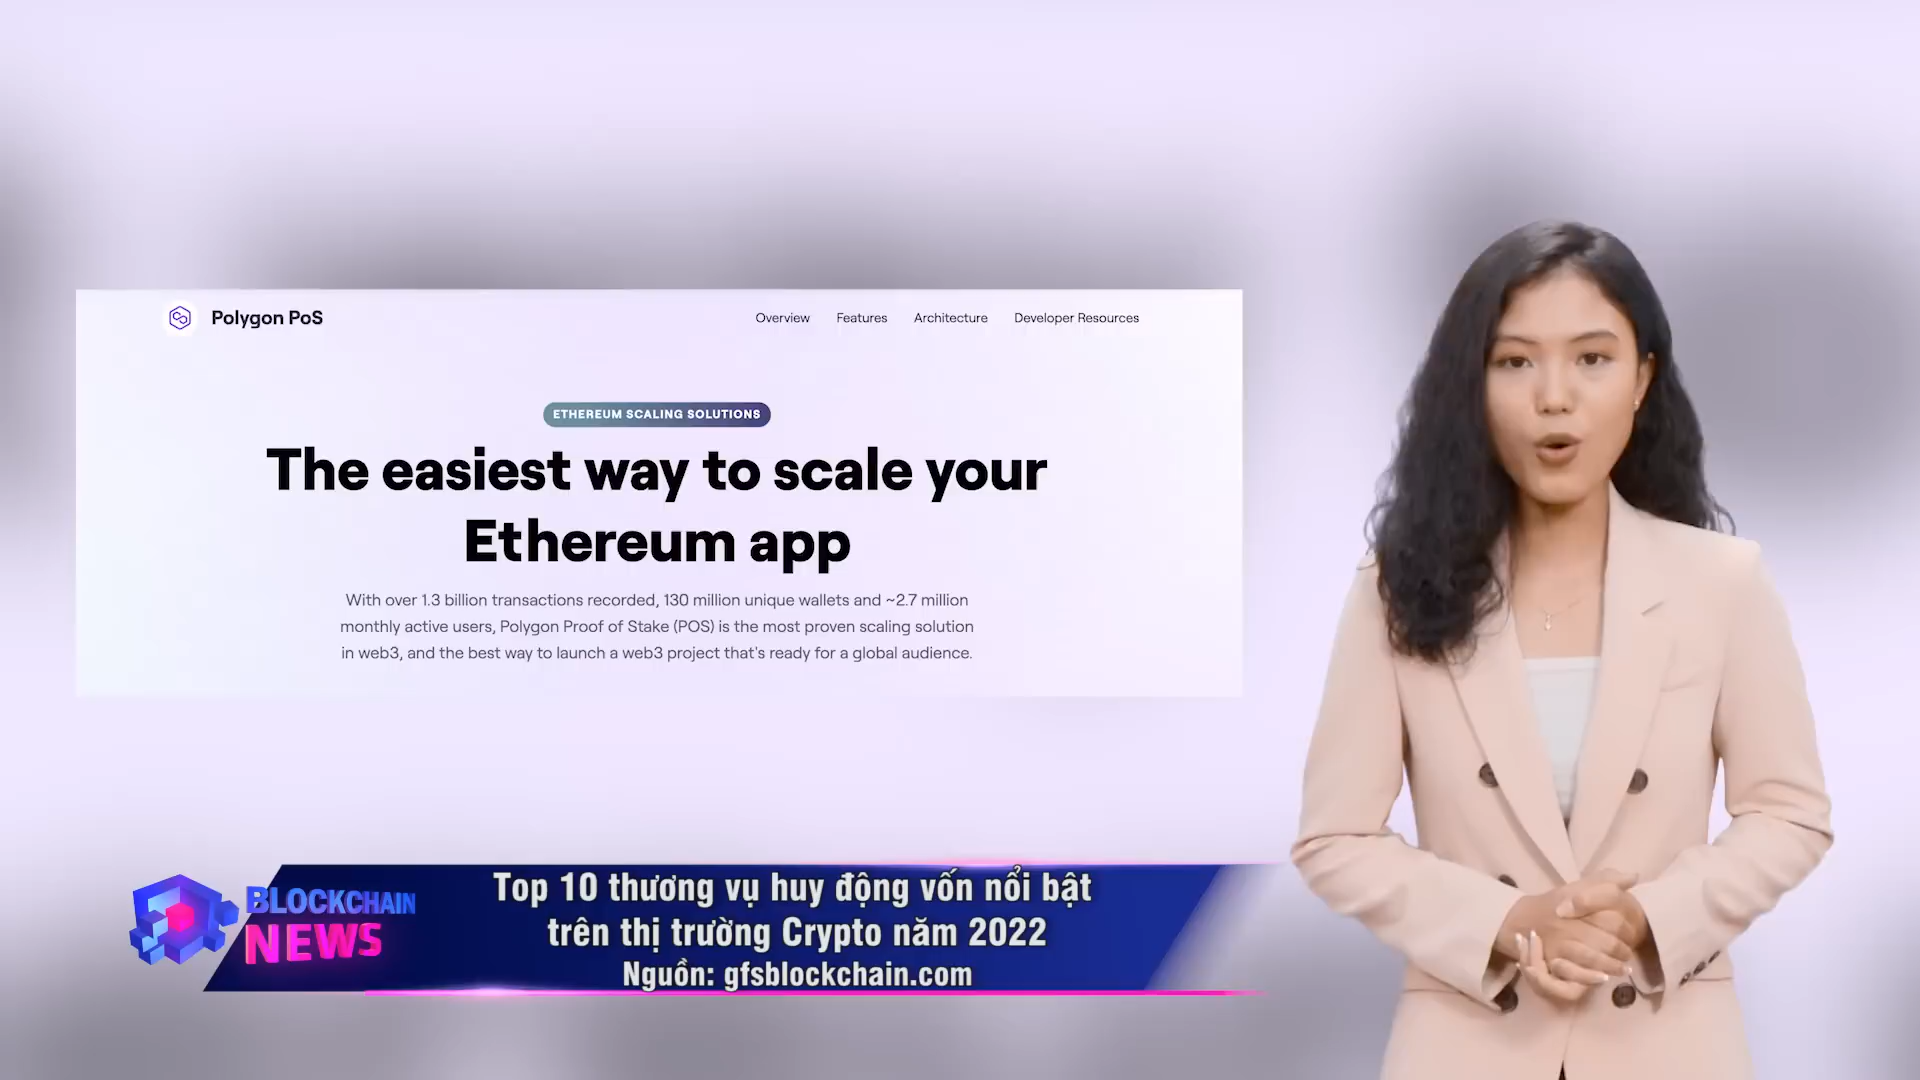 Polygon PoS
Overview Features Architecture Developer Resources
ETHEREUM SCALING SOLUTIONS
The easiest way to scale your
Ethereum app
With over 1.3 billion transactions recorded, 130 million unique wallets and ~2.7 million
monthly active users, Polygon Proof of Stake (POS) is the most proven scaling solution
in web3, and the best way to launch a web3 project that's ready for a global audience.
BLOCKCHAIN
NEWS
Top 10 thương vụ huy động vốn nổi bật
trên thị trường Crypto năm 2022
Nguồn: gfsblockchain.com